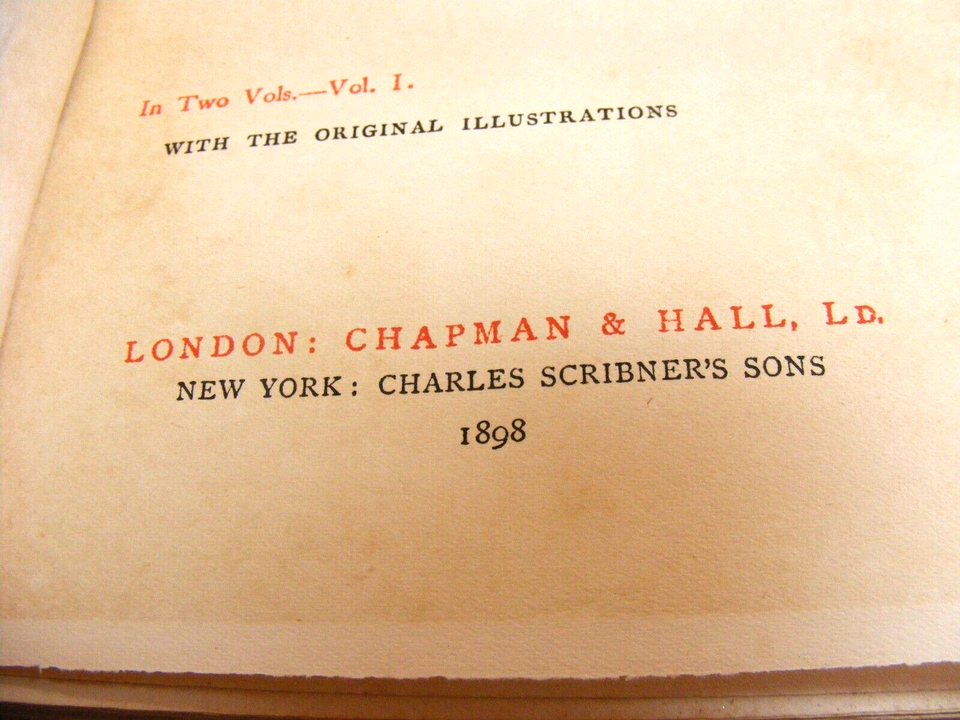 In Two Vols.—Vol. I.
WITH THE ORIGINAL ILLUSTRATIONS
LONDON: CHAPMAN & HALL, LD.
NEW YORK: CHARLES SCRIBNER'S SONS
1898